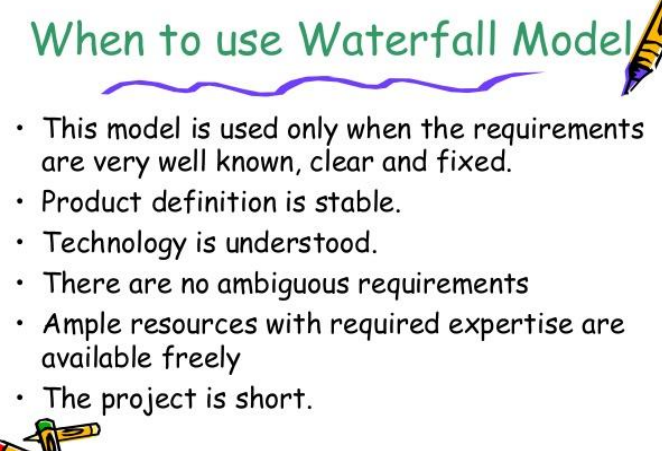 When to use Waterfall Model
• This model is used only when the requirements
are very well known, clear and fixed.
• Product definition is stable.
• Technology is understood.
• There are no ambiguous requirements
• Ample resources with required expertise are
available freely
• The project is short.